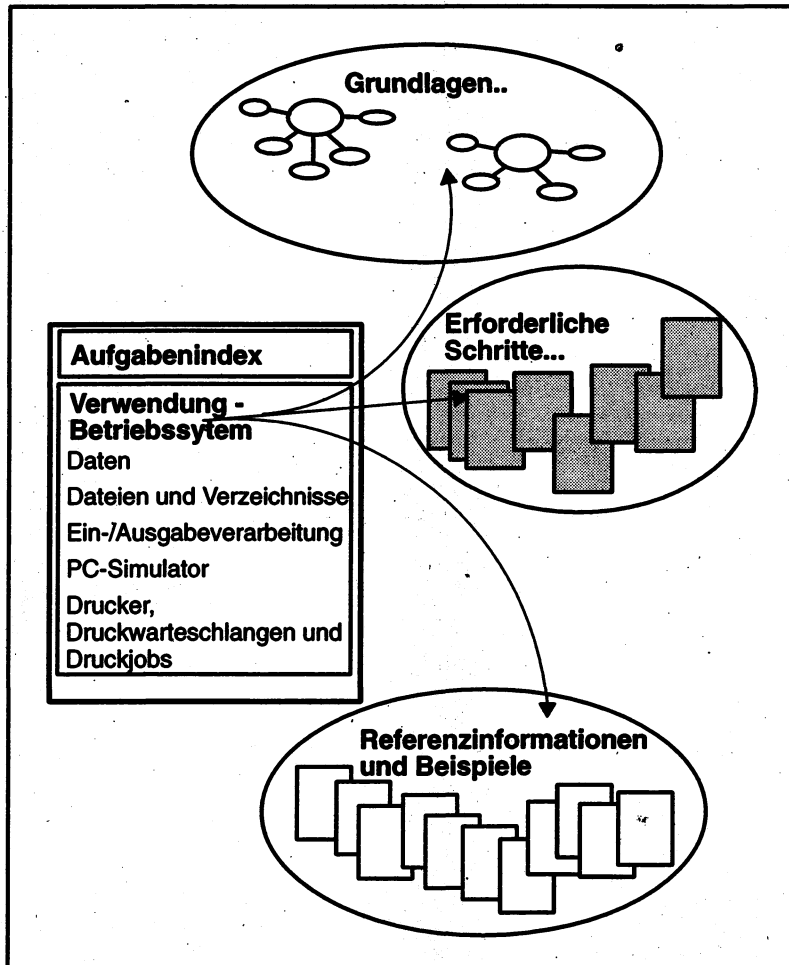 Grundlagen..
Erforderliche
Schritte...
Aufgabenindex
Verwendung -
Betriebssytem
Daten
Dateien und Verzeichnisse
Ein-/Ausgabeverarbeitung
PC-Simulator
Drucker,
Druckwarteschlangen und
Druckjobs
Referenzinformationen
und Beispiele